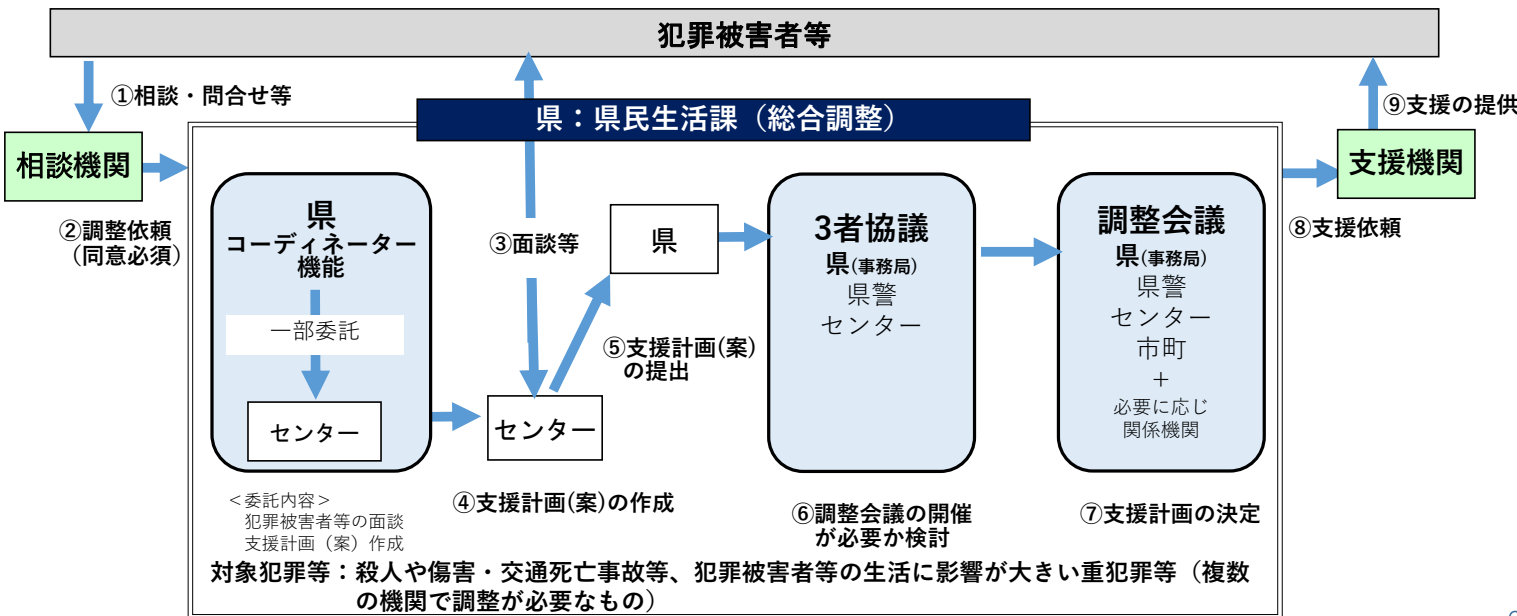 犯罪被害者等
①相談・問合せ等
県：県民生活課（総合調整）
⑨支援の提供
相談機関
支援機関
②調整依頼
（同意必須）
県
コーディネーター
機能
一部委託
センター
③面談等
センター
県
⑤支援計画(案)
の提出
3者協議
県(事務局)
県警
センター
調整会議
県(事務局)
県警
センター
市町
＋
必要に応じ
関係機関
⑧支援依頼
＜委託内容＞
犯罪被害者等の面談
支援計画（案）作成
④支援計画(案)の作成
⑥調整会議の開催
が必要か検討
⑦支援計画の決定
対象犯罪等：殺人や傷害・交通死亡事故等、犯罪被害者等の生活に影響が大きい重犯罪等（複数
の機関で調整が必要なもの）